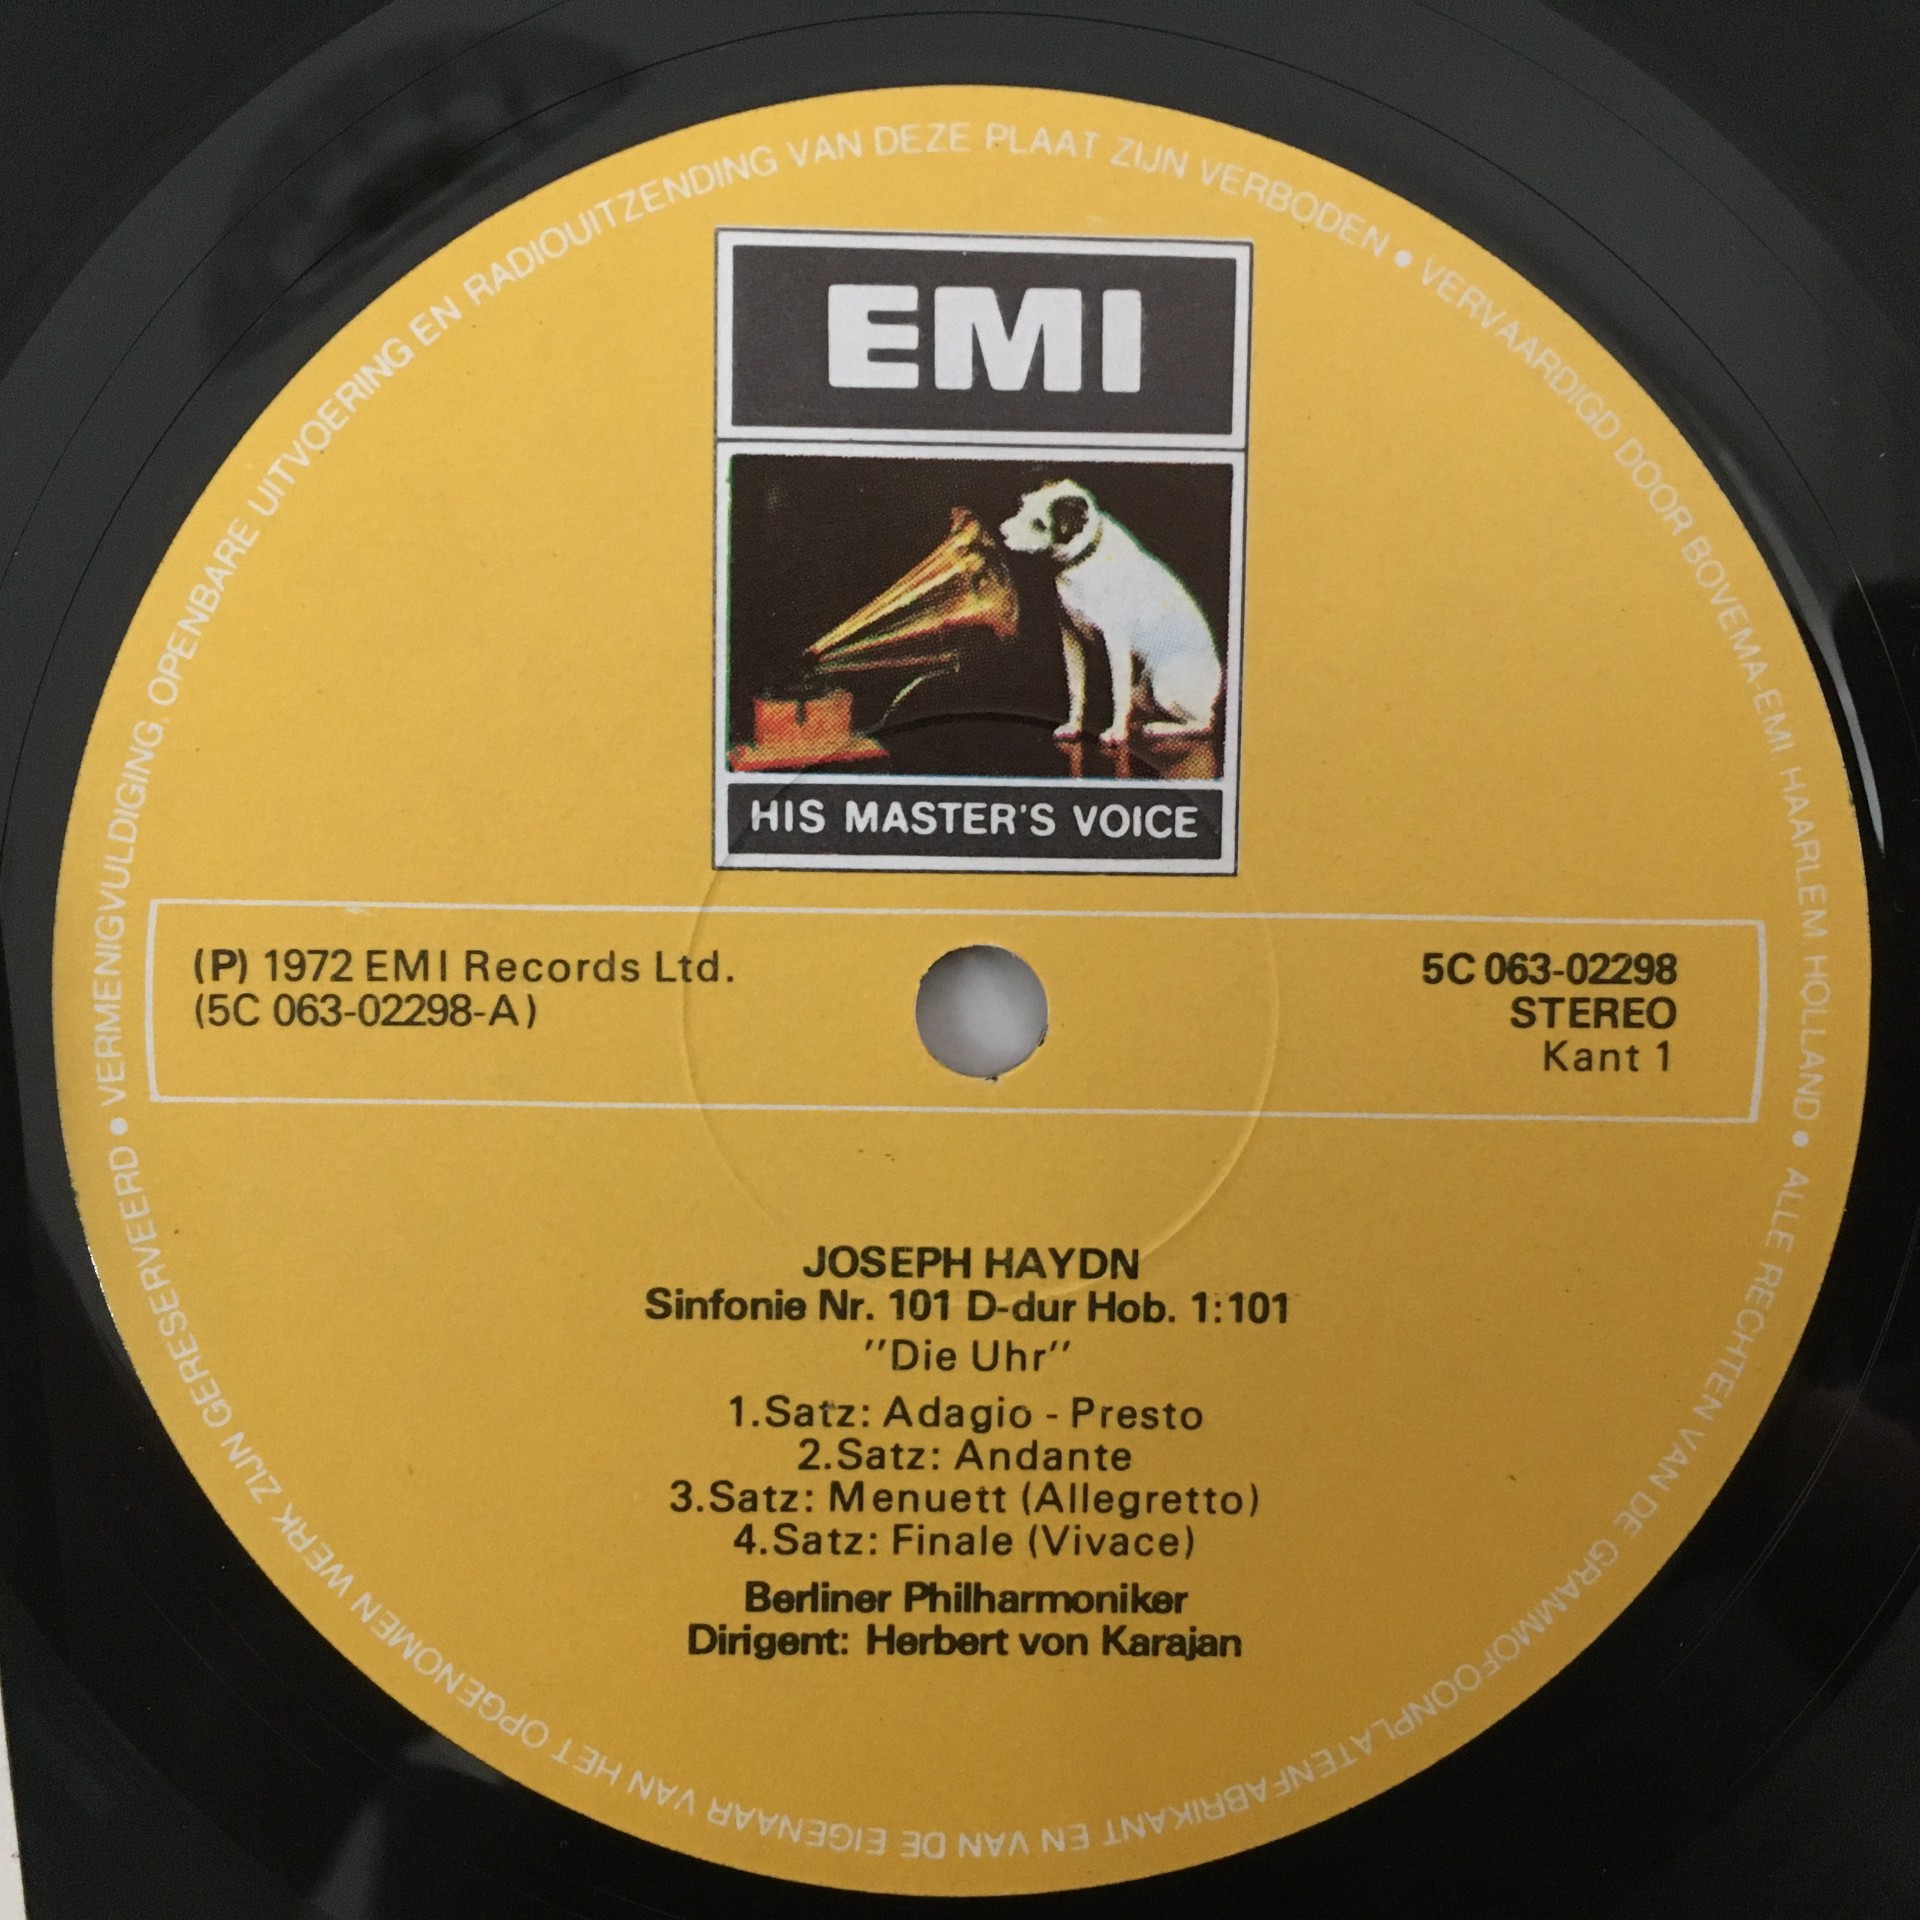 EMI
HIS MASTER'S VOICE
(P) 1972 EMI Records Ltd.
(5C 063-02298-A)
5C 063-02298
STEREO
Kant 1
JOSEPH HAYDN
Sinfonie Nr. 101 D-dur Hob. 1:101
"Die Uhr"
1.Satz: Adagio - Presto
2.Satz: Andante
3.Satz: Menuett (Allegretto)
4.Satz: Finale (Vivace)
Berliner Philharmoniker
Dirigent: Herbert von Karajan
• VERMENIGVULDIGING, OPENBARE UITVOERING EN RADIOUITZENDING VAN DEZE PLAAT ZIJN VERBODEN • VERVAARDIGD DOOR BOVEMA-EMI, HAARLEM, HOLLAND • ALLE RECHTEN VAN DE GRAMMOFOONPLATENFABRIKANT EN VAN DE EIGENAAR VAN HET OPGENOMEN WERK ZIJN GERESERVEERD